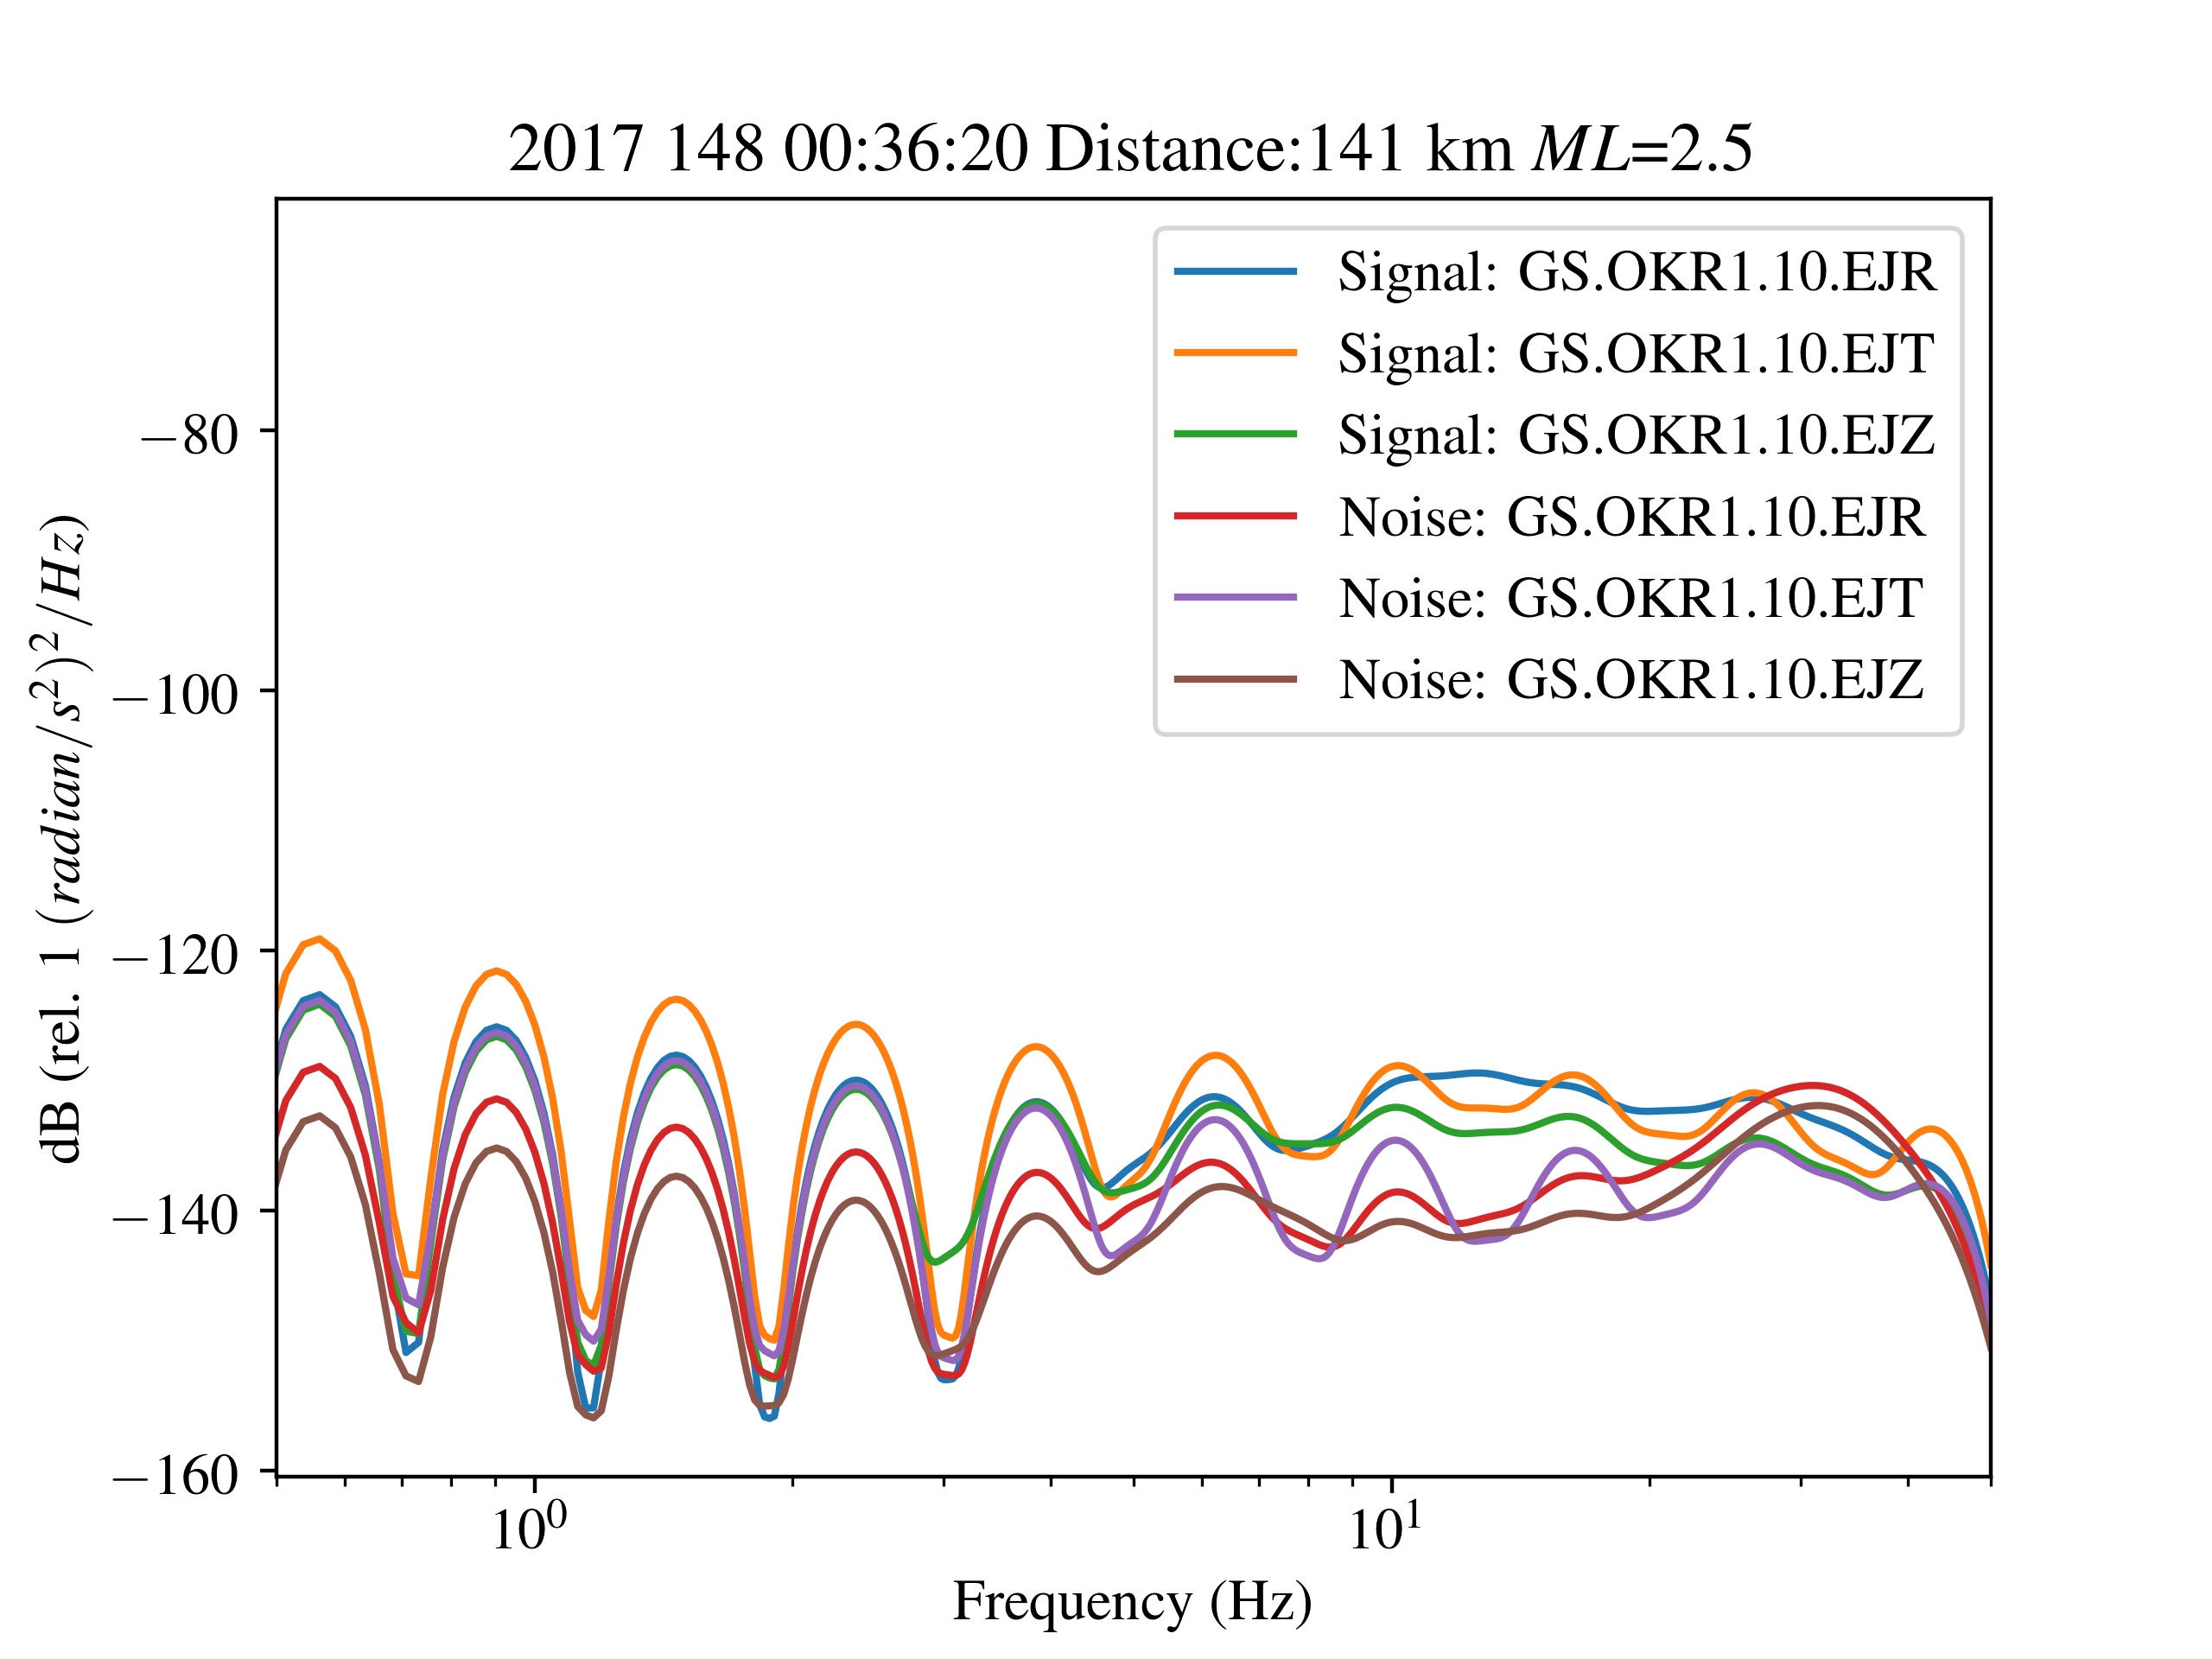 2017 148 00:36:20 Distance:141 km ML=2.5
Signal: GS.OKR1.10.EJR
Signal: GS.OKR1.10.EJT
Signal: GS.OKR1.10.EJZ
Noise: GS.OKR1.10.EJR
Noise: GS.OKR1.10.EJT
Noise: GS.OKR1.10.EJZ
dB (rel. 1 (radian/s²)²/Hz)
−80
−100
−120
−140
−160
10⁰ 10¹
Frequency (Hz)